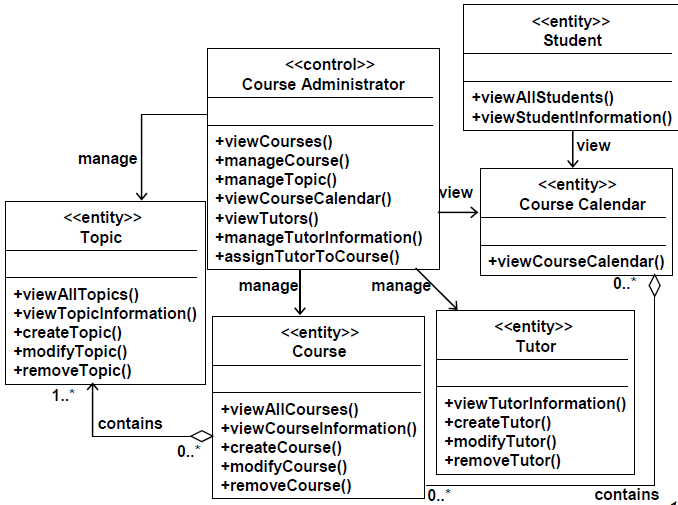 <<entity>>
Student
+viewAllStudents()
+viewStudentInformation()
<<control>>
Course Administrator
+viewCourses()
+manageCourse()
+manageTopic()
+viewCourseCalendar()
+viewTutors()
+manageTutorInformation()
+assignTutorToCourse()
manage
view
view
<<entity>>
Course Calendar
+viewCourseCalendar()
0..*
<<entity>>
Topic
+viewAllTopics()
+viewTopicInformation()
+createTopic()
+modifyTopic()
+removeTopic()
1..*
manage
manage
<<entity>>
Course
+viewAllCourses()
+viewCourseInformation()
+createCourse()
+modifyCourse()
+removeCourse()
<<entity>>
Tutor
+viewTutorInformation()
+createTutor()
+modifyTutor()
+removeTutor()
contains
0..*
0..*
contains